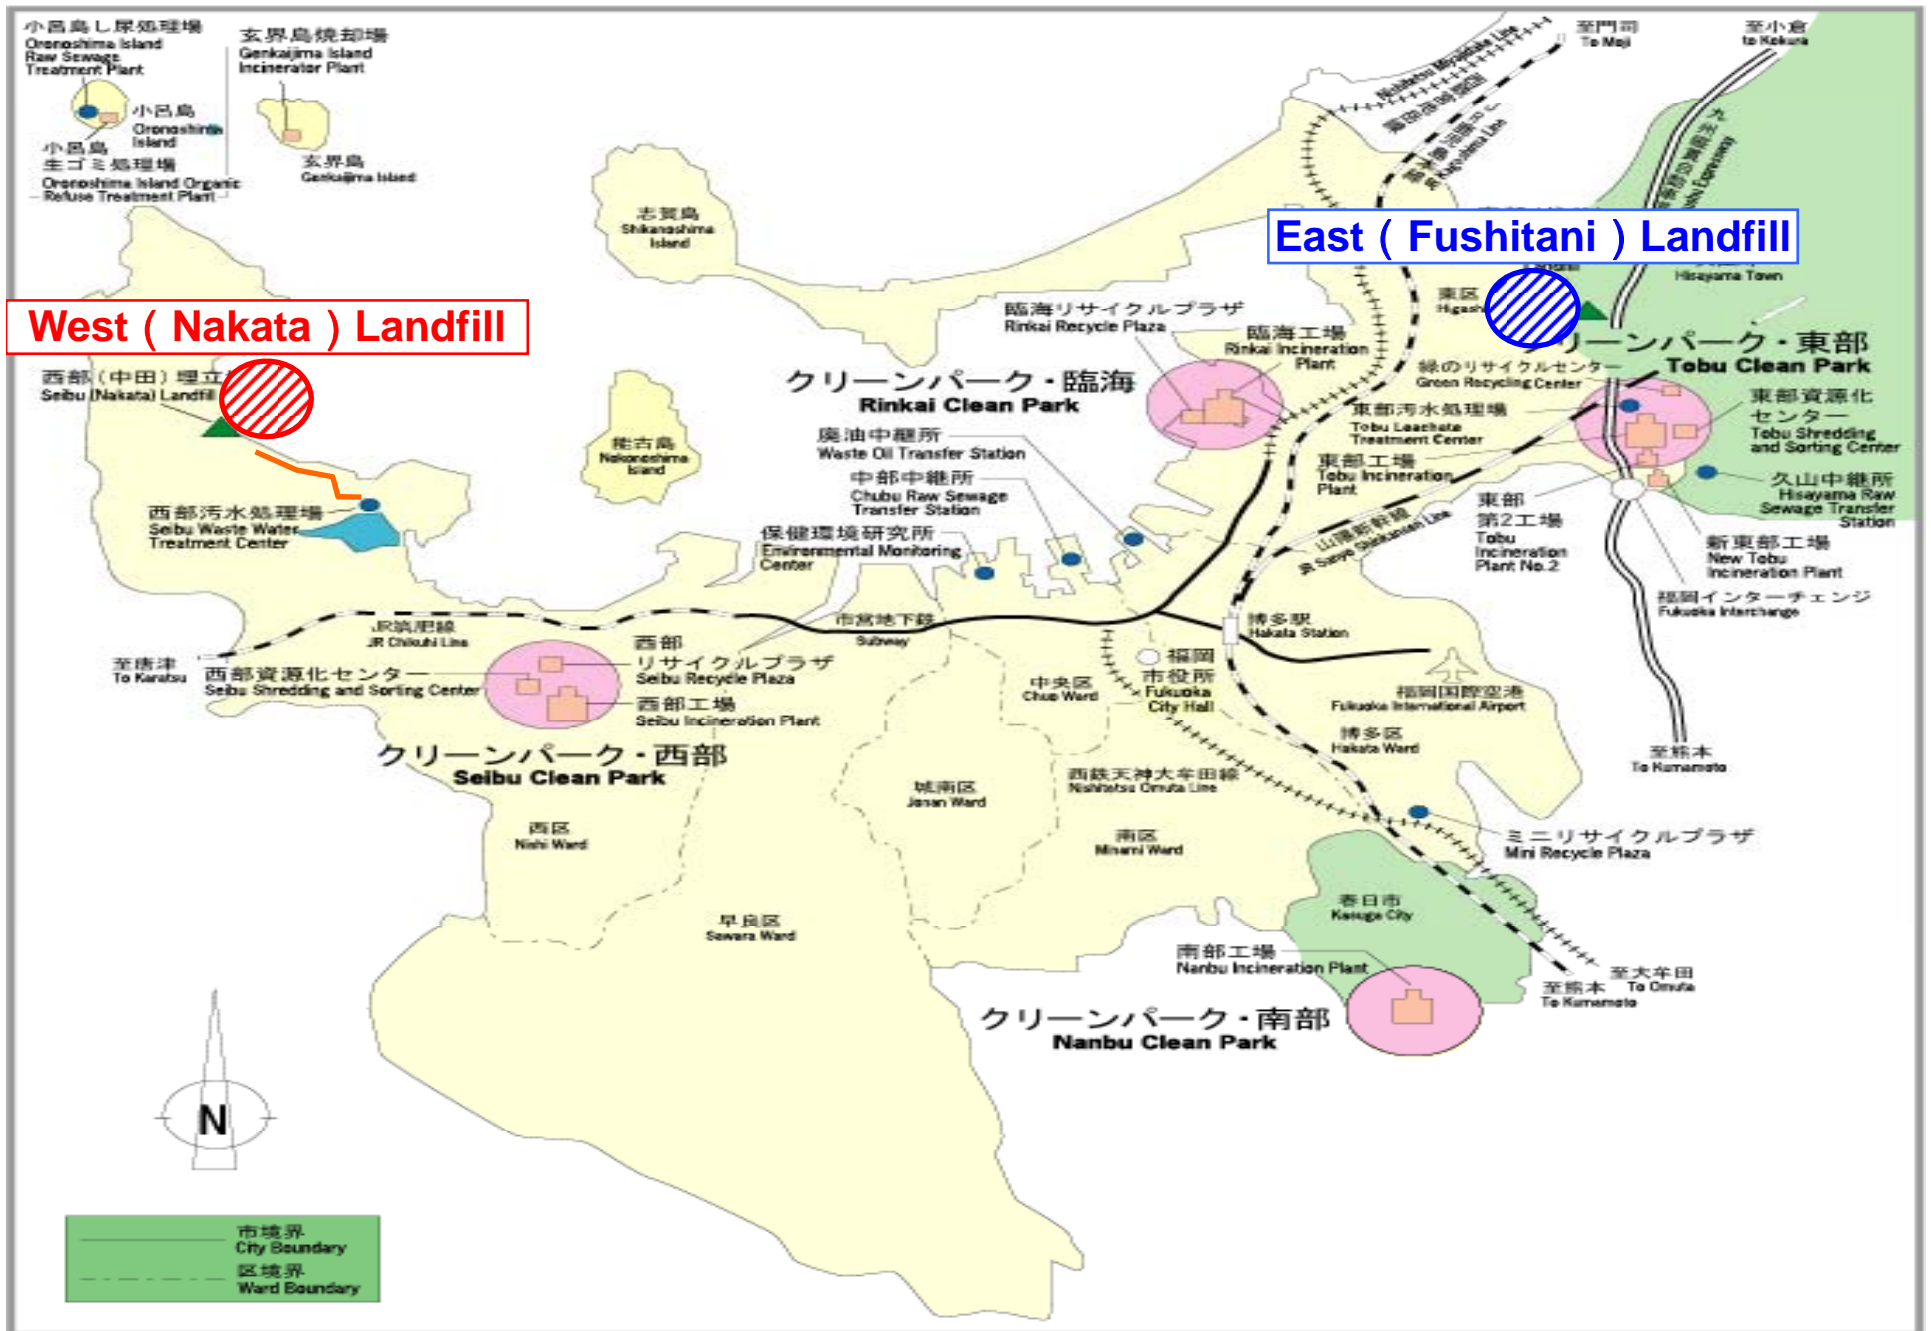 小呂島し尿処理場
Oronoshima Island
Raw Sewage
Treatment Plant
玄界島焼却場
Genkaijima Island
Incinerator Plant
小呂島
Oronoshima
Island
小呂島
生ゴミ処理場
Oronoshima Island Organic
Refuse Treatment Plant
玄界島
Genkaijima Island
志賀島
Shikanoshima
Island
至門司
To Moji
至小倉
to Kokura
East ( Fushitani ) Landfill
Hisayama Town
東区
West ( Nakata ) Landfill
西部(中田)埋立
Seibu (Nakata) Landfill
臨海リサイクルプラザ
Rinkai Recycle Plaza
臨海工場
Rinkai Incineration
Plant
クリーンパーク・臨海
Rinkai Clean Park
リーンパーク・東部
Tobu Clean Park
緑のリサイクルセンター
Green Recycling Center
東部汚水処理場
Tobu Leachate
Treatment Center
東部資源化
センター
Tobu Shredding
and Sorting Center
能古島
Nokonoshima
Island
廃油中継所
Waste Oil Transfer Station
中部中継所
Chubu Raw Sewage
Transfer Station
東部工場
Tobu Incineration
Plant
久山中継所
Hisayama Raw
Sewage Transfer
Station
西部汚水処理場
Seibu Waste Water
Treatment Center
保健環境研究所
Environmental Monitoring
Center
山陽新幹線
JR Sanyo Shinkansen Line
東部
第2工場
Tobu
Incineration
Plant No.2
新東部工場
New Tobu
Incineration Plant
福岡インターチェンジ
Fukuoka Interchange
JR筑肥線
JR Chikuhi Line
市営地下鉄
Subway
博多駅
Hakata Station
至唐津
To Karatsu
西部資源化センター
Seibu Shredding and Sorting Center
西部
リサイクルプラザ
Seibu Recycle Plaza
西部工場
Seibu Incineration Plant
クリーンパーク・西部
Seibu Clean Park
中央区
Chuo Ward
福岡
市役所
Fukuoka
City Hall
福岡国際空港
Fukuoka International Airport
博多区
Hakata Ward
至熊本
To Kumamoto
西鉄天神大牟田線
Nishitetsu Omuta Line
城南区
Jonan Ward
西区
Nishi Ward
南区
Minami Ward
ミニリサイクルプラザ
Mini Recycle Plaza
春日市
Kasuga City
早良区
Sawara Ward
南部工場
Nanbu Incineration Plant
クリーンパーク・南部
Nanbu Clean Park
至熊本
To Kumamoto
至大牟田
To Omuta
N
市境界
City Boundary
区境界
Ward Boundary